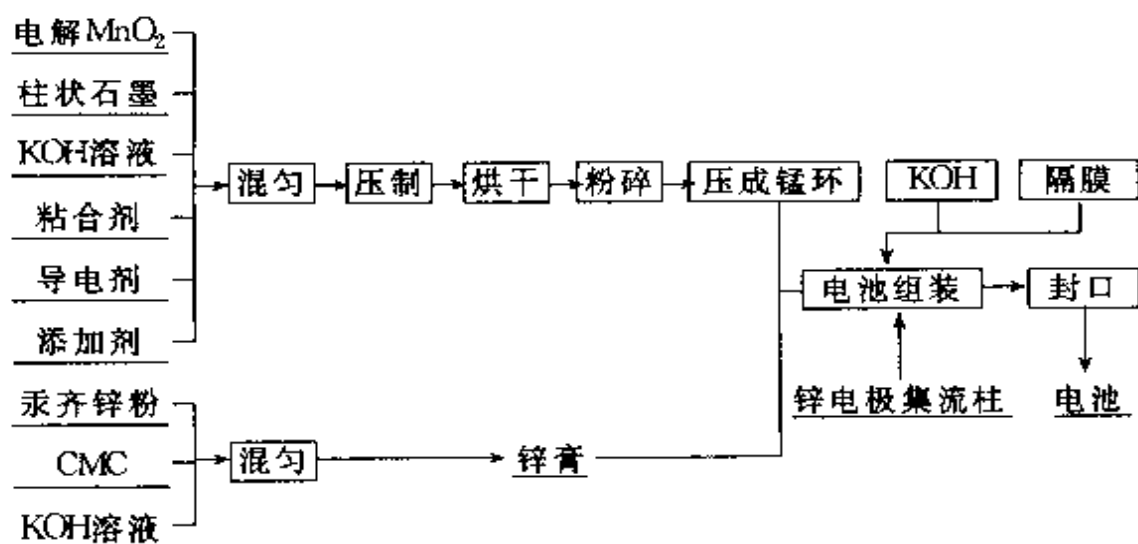 电解MnO₂
柱状石墨
KOH溶液
粘合剂
导电剂
添加剂
混匀
压制
烘干
粉碎
压成锰环
KOH
隔膜
电池组装
封口
锌电极集流柱
电池
汞齐锌粉
CMC
KOH溶液
混匀
锌膏